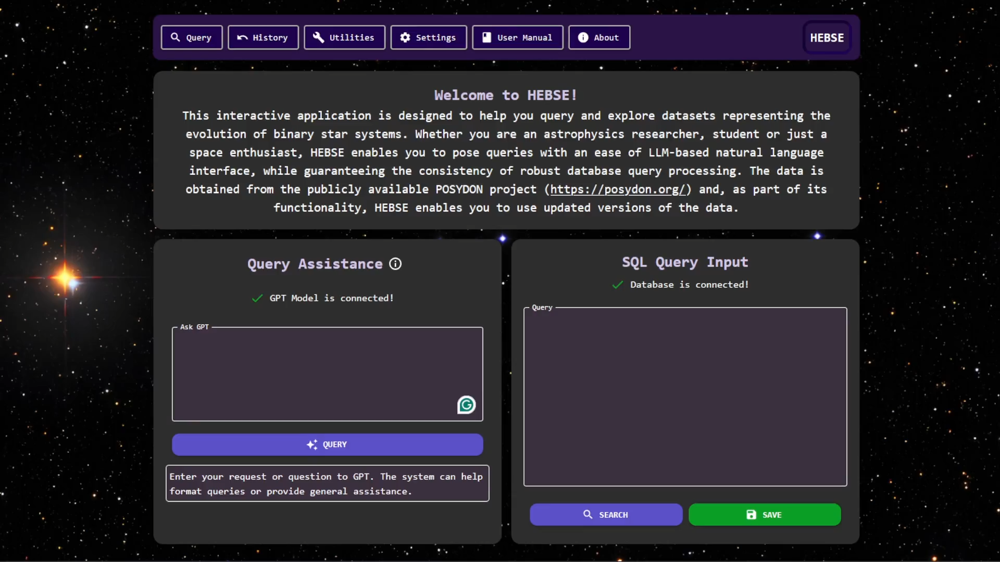 Query
History
Utilities
Settings
User Manual
About
HEBSE
Welcome to HEBSE!
This interactive application is designed to help you query and explore datasets representing the
evolution of binary star systems. Whether you are an astrophysics researcher, student or just a
space enthusiast, HEBSE enables you to pose queries with an ease of LLM-based natural language
interface, while guaranteeing the consistency of robust database query processing. The data is
obtained from the publicly available POSYDON project (https://posydon.org/) and, as part of its
functionality, HEBSE enables you to use updated versions of the data.
Query Assistance
GPT Model is connected!
Ask GPT
QUERY
Enter your request or question to GPT. The system can help
format queries or provide general assistance.
SQL Query Input
Database is connected!
Query
SEARCH
SAVE